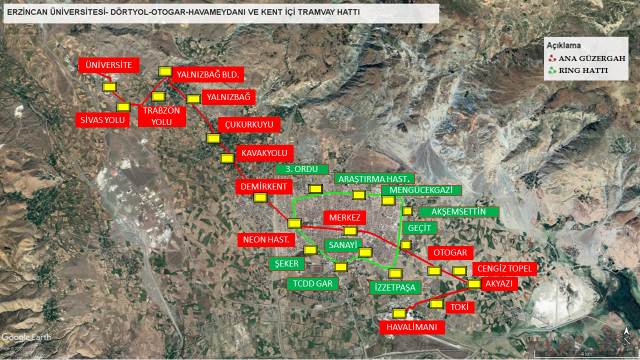 ERZİNCAN ÜNİVERSİTESİ- DÖRTYOL-OTOGAR-HAVAMEYDANI VE KENT İÇİ TRAMVAY HATTI
Açıklama
ANA GÜZERGAH
RİNG HATTI
ÜNİVERSİTE
YALNIZBAĞ BLD.
YALNIZBAĞ
SİVAS YOLU
TRABZON
YOLU
ÇUKURKUYU
KAVAKYOLU
3. ORDU
ARAŞTIRMA HAST.
DEMİRKENT
MENGÜCEKGAZİ
AKŞEMSETTİN
MERKEZ
GEÇİT
NEON HAST.
SANAYİ
OTOGAR
ŞEKER
CENGİZ TOPEL
TCDD GAR
İZZETPAŞA
AKYAZI
TOKİ
HAVALİMANI
Google Earth
N